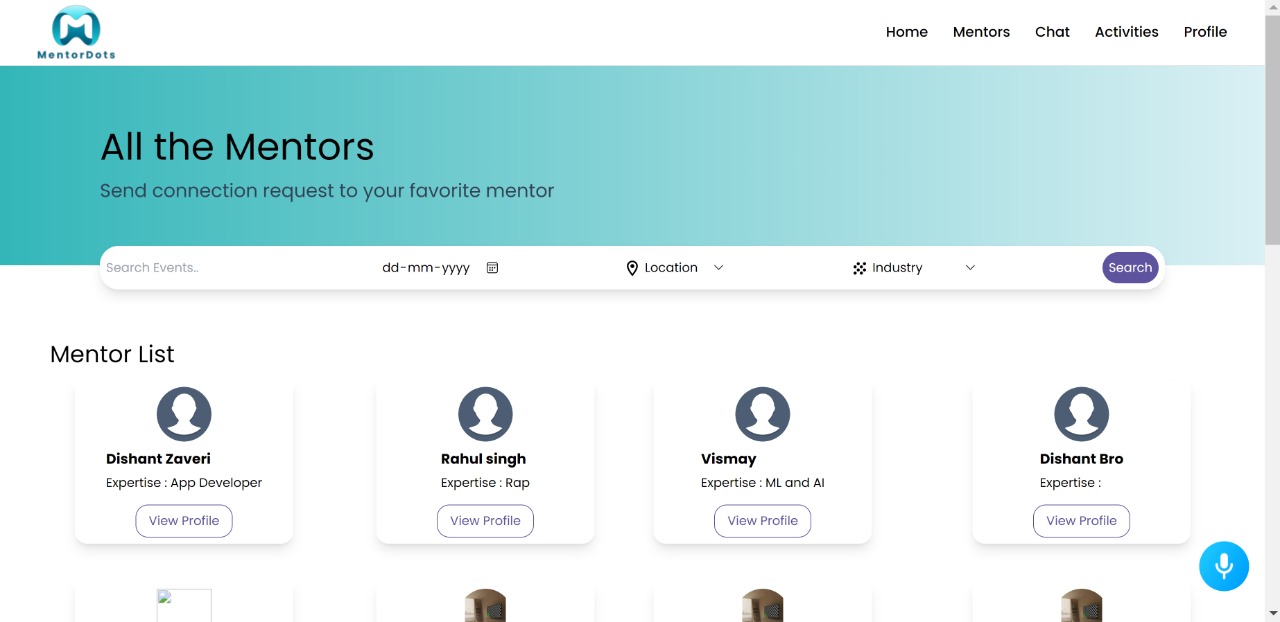 MentorDots
Home Mentors Chat Activities Profile
All the Mentors
Send connection request to your favorite mentor
Search Events.. dd-mm-yyyy Location Industry Search
Mentor List
Dishant Zaveri Rahul singh Vismay Dishant Bro
Expertise : App Developer Expertise : Rap Expertise : ML and AI Expertise :
View Profile View Profile View Profile View Profile